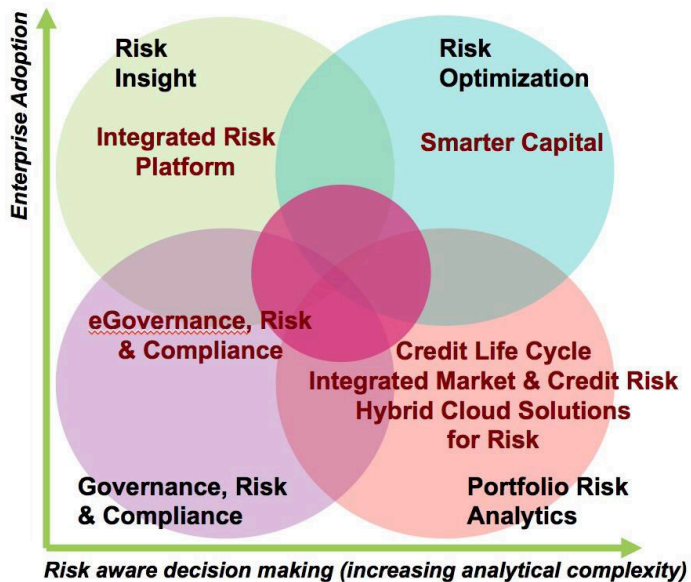 Enterprise Adoption
Risk
Insight
Integrated Risk
Platform
Risk
Optimization
Smarter Capital
eGovernance, Risk
& Compliance
Credit Life Cycle
Integrated Market & Credit Risk
Hybrid Cloud Solutions
for Risk
Governance, Risk
& Compliance
Portfolio Risk
Analytics
Risk aware decision making (increasing analytical complexity)